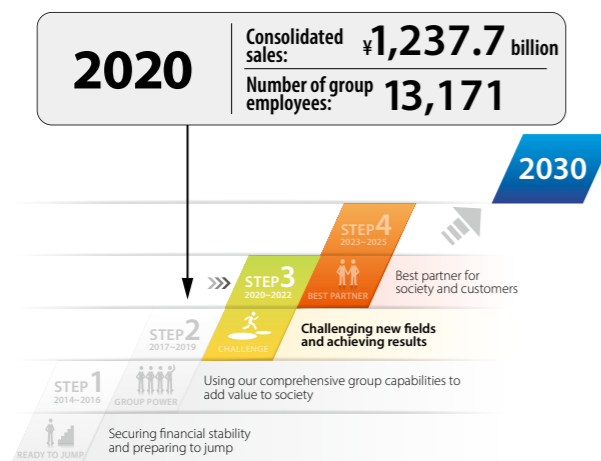 2020
Consolidated
sales:
¥1,237.7 billion
Number of group
employees:
13,171
2030
STEP4
2023–2025
BEST PARTNER
Best partner for
society and customers
STEP3
2020–2022
CHALLENGE
Challenging new fields
and achieving results
STEP2
2017–2019
GROUP POWER
Using our comprehensive group capabilities to
add value to society
STEP1
2014–2016
READY TO JUMP
Securing financial stability
and preparing to jump